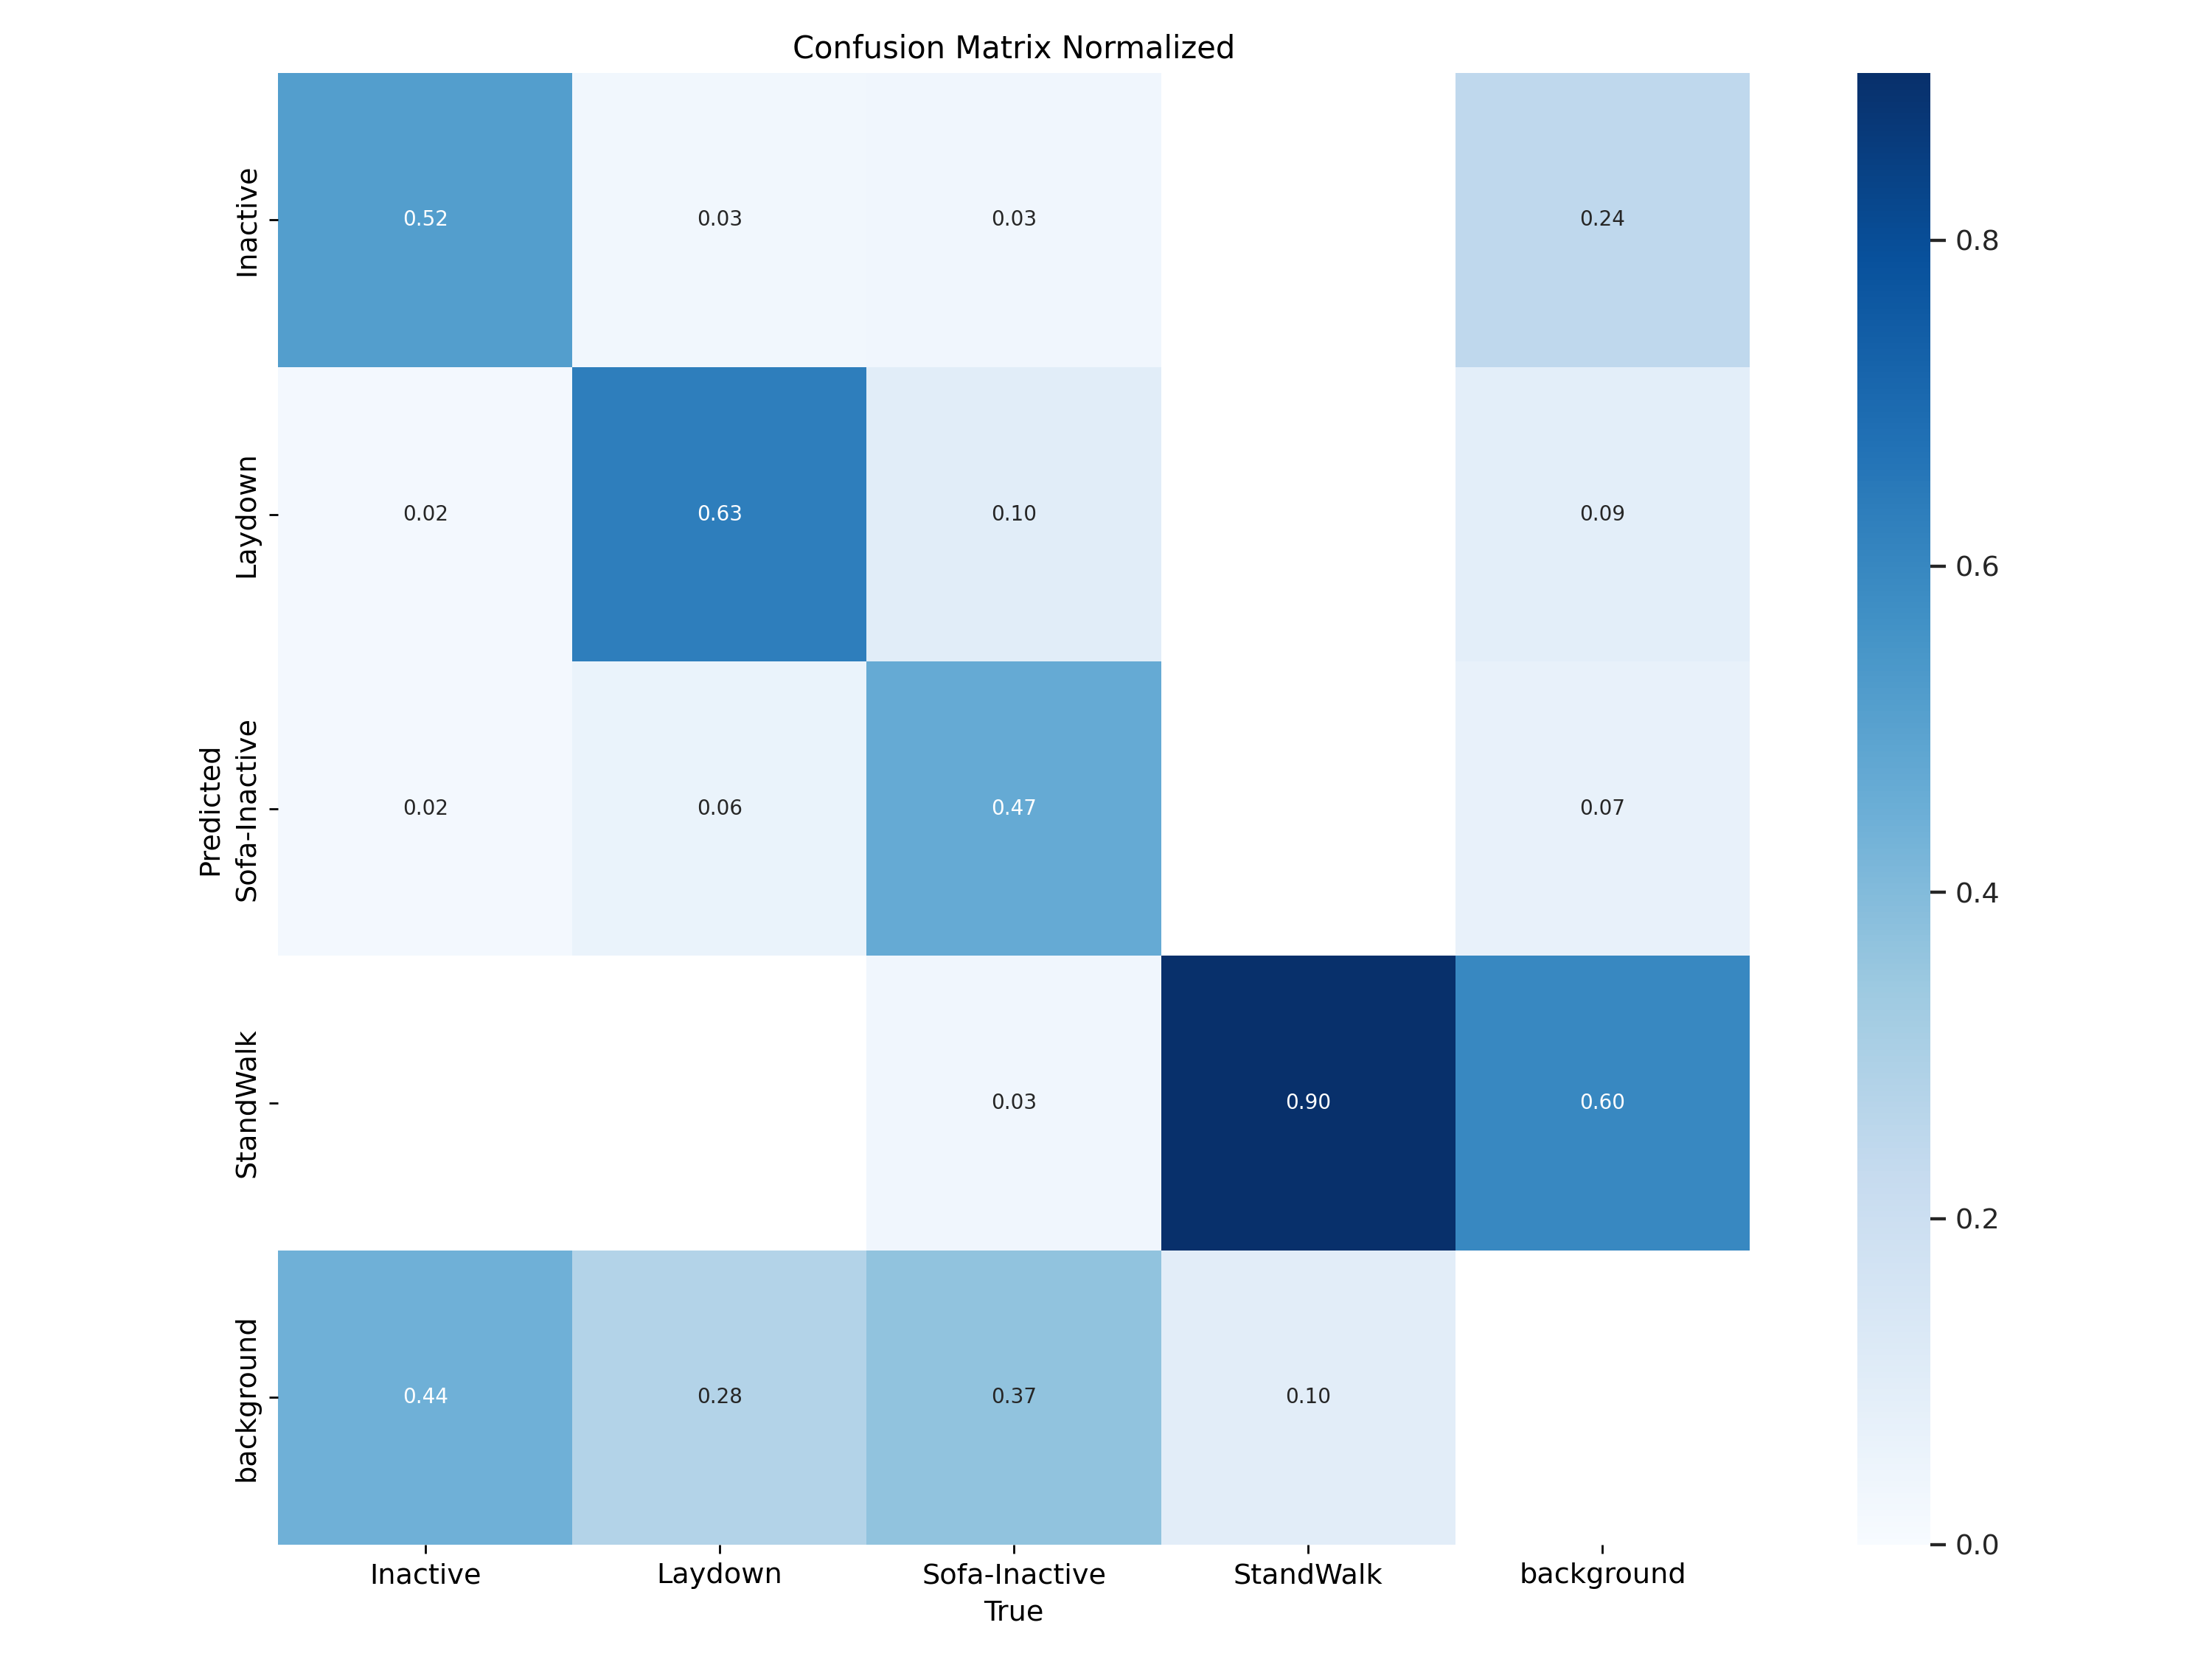 Confusion Matrix Normalized
Predicted
Inactive
0.52
0.03
0.03
0.24
Laydown
0.02
0.63
0.10
0.09
Sofa-Inactive
0.02
0.06
0.47
0.07
StandWalk
0.03
0.90
0.60
background
0.44
0.28
0.37
0.10
Inactive
Laydown
Sofa-Inactive
StandWalk
background
True
0.8
0.6
0.4
0.2
0.0